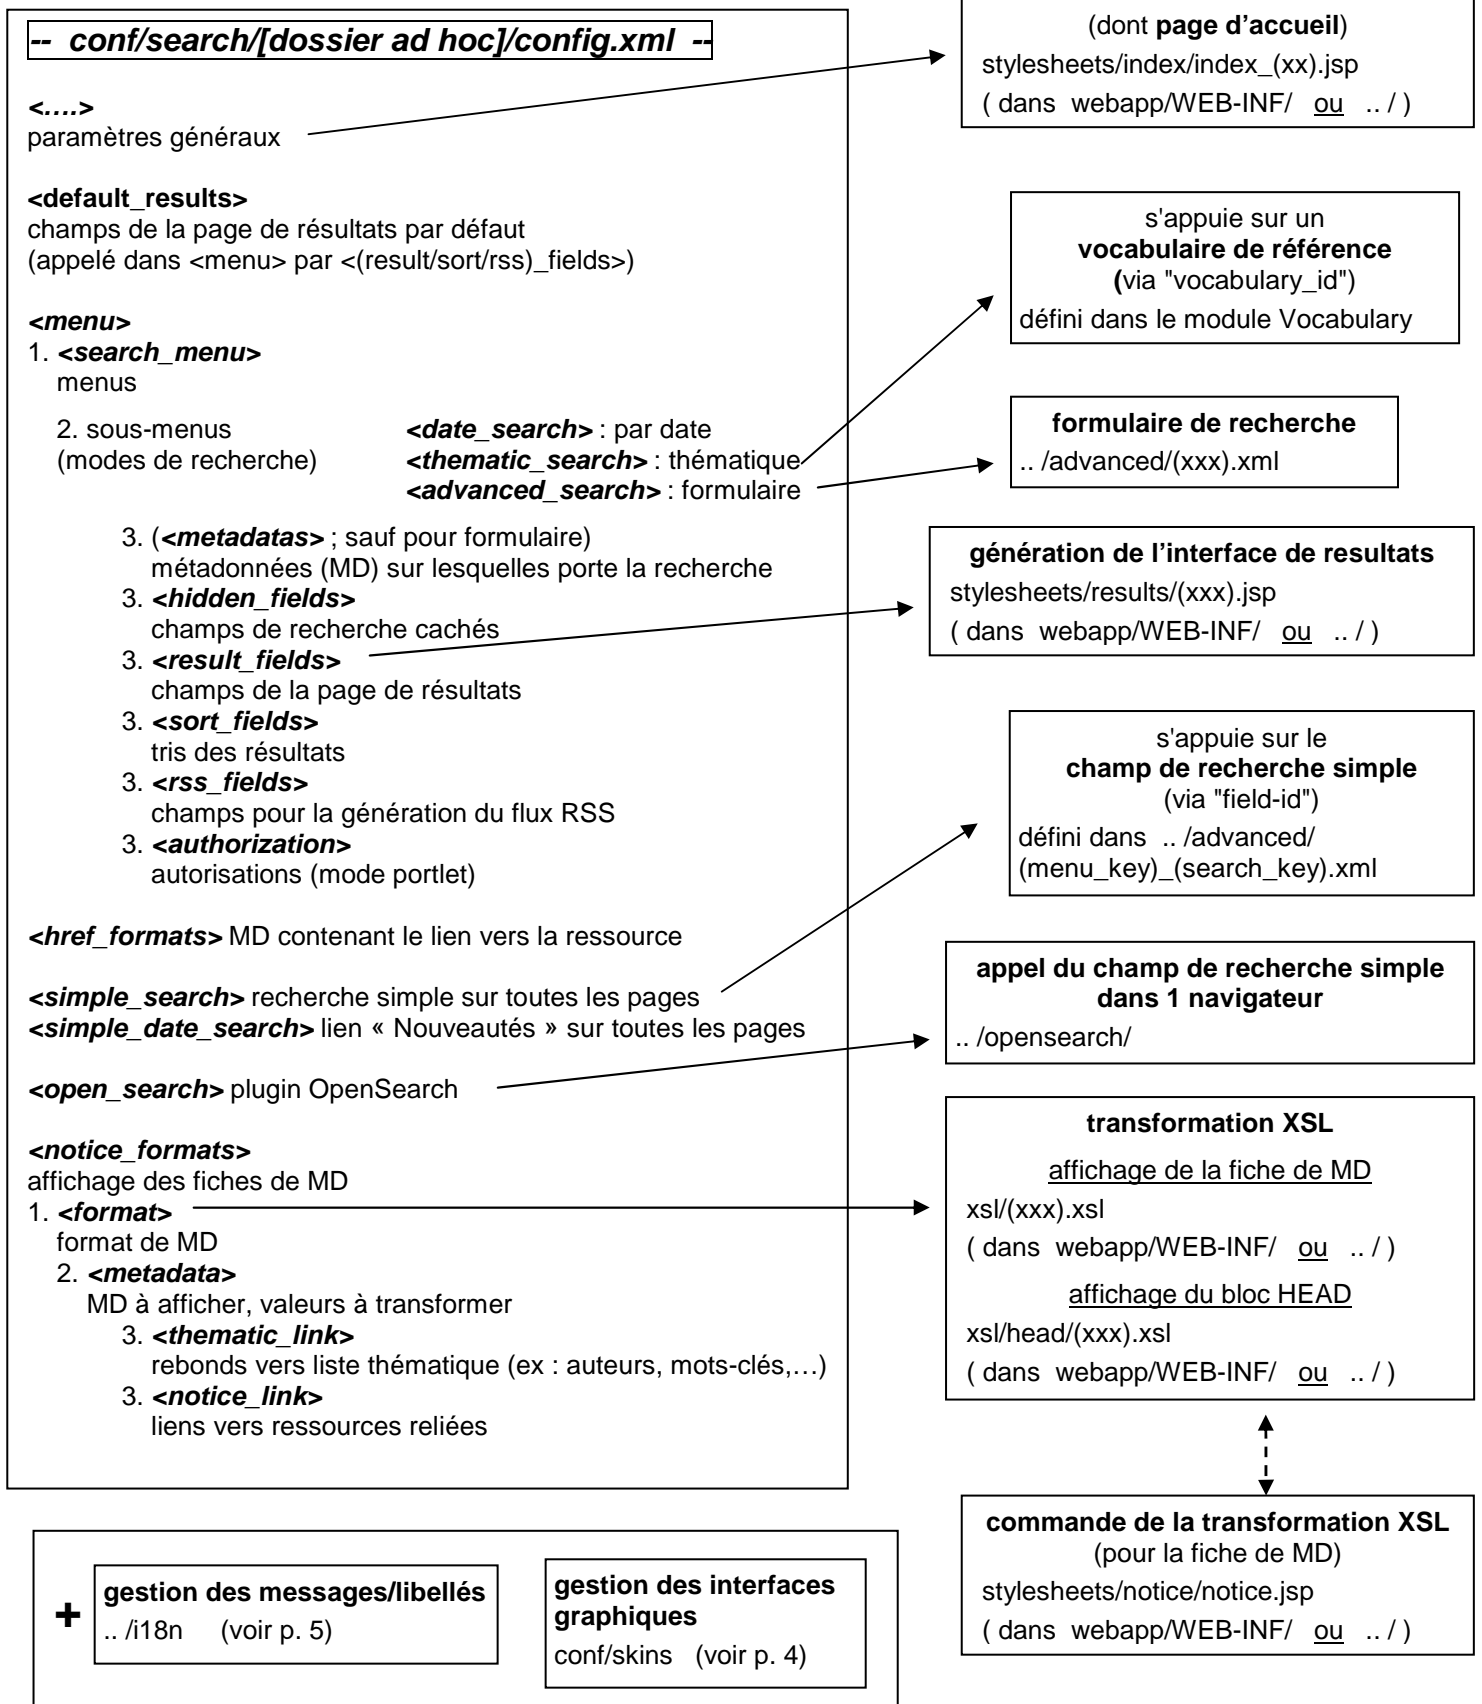 -- conf/search/[dossier ad hoc]/config.xml --
<....>
paramètres généraux
<default_results>
champs de la page de résultats par défaut
(appelé dans <menu> par <(result/sort/rss)_fields>)
<menu>
1. <search_menu>
menus
2. sous-menus <date_search> : par date
(modes de recherche) <thematic_search> : thématique
<advanced_search> : formulaire
3. (<metadatas> ; sauf pour formulaire)
métadonnées (MD) sur lesquelles porte la recherche
3. <hidden_fields>
champs de recherche cachés
3. <result_fields>
champs de la page de résultats
3. <sort_fields>
tris des résultats
3. <rss_fields>
champs pour la génération du flux RSS
3. <authorization>
autorisations (mode portlet)
<href_formats> MD contenant le lien vers la ressource
<simple_search> recherche simple sur toutes les pages
<simple_date_search> lien « Nouveautés » sur toutes les pages
<open_search> plugin OpenSearch
<notice_formats>
affichage des fiches de MD
1. <format>
format de MD
2. <metadata>
MD à afficher, valeurs à transformer
3. <thematic_link>
rebonds vers liste thématique (ex : auteurs, mots-clés,…)
3. <notice_link>
liens vers ressources reliées
(dont page d’accueil)
stylesheets/index/index_(xx).jsp
( dans webapp/WEB-INF/ ou .. / )
s'appuie sur un
vocabulaire de référence
(via "vocabulary_id")
défini dans le module Vocabulary
formulaire de recherche
.. /advanced/(xxx).xml
génération de l’interface de resultats
stylesheets/results/(xxx).jsp
( dans webapp/WEB-INF/ ou .. / )
s'appuie sur le
champ de recherche simple
(via "field-id")
défini dans .. /advanced/
(menu_key)_(search_key).xml
appel du champ de recherche simple
dans 1 navigateur
.. /opensearch/
transformation XSL
affichage de la fiche de MD
xsl/(xxx).xsl
( dans webapp/WEB-INF/ ou .. / )
affichage du bloc HEAD
xsl/head/(xxx).xsl
( dans webapp/WEB-INF/ ou .. / )
commande de la transformation XSL
(pour la fiche de MD)
stylesheets/notice/notice.jsp
( dans webapp/WEB-INF/ ou .. / )
+
gestion des messages/libellés
.. /i18n (voir p. 5)
gestion des interfaces
graphiques
conf/skins (voir p. 4)